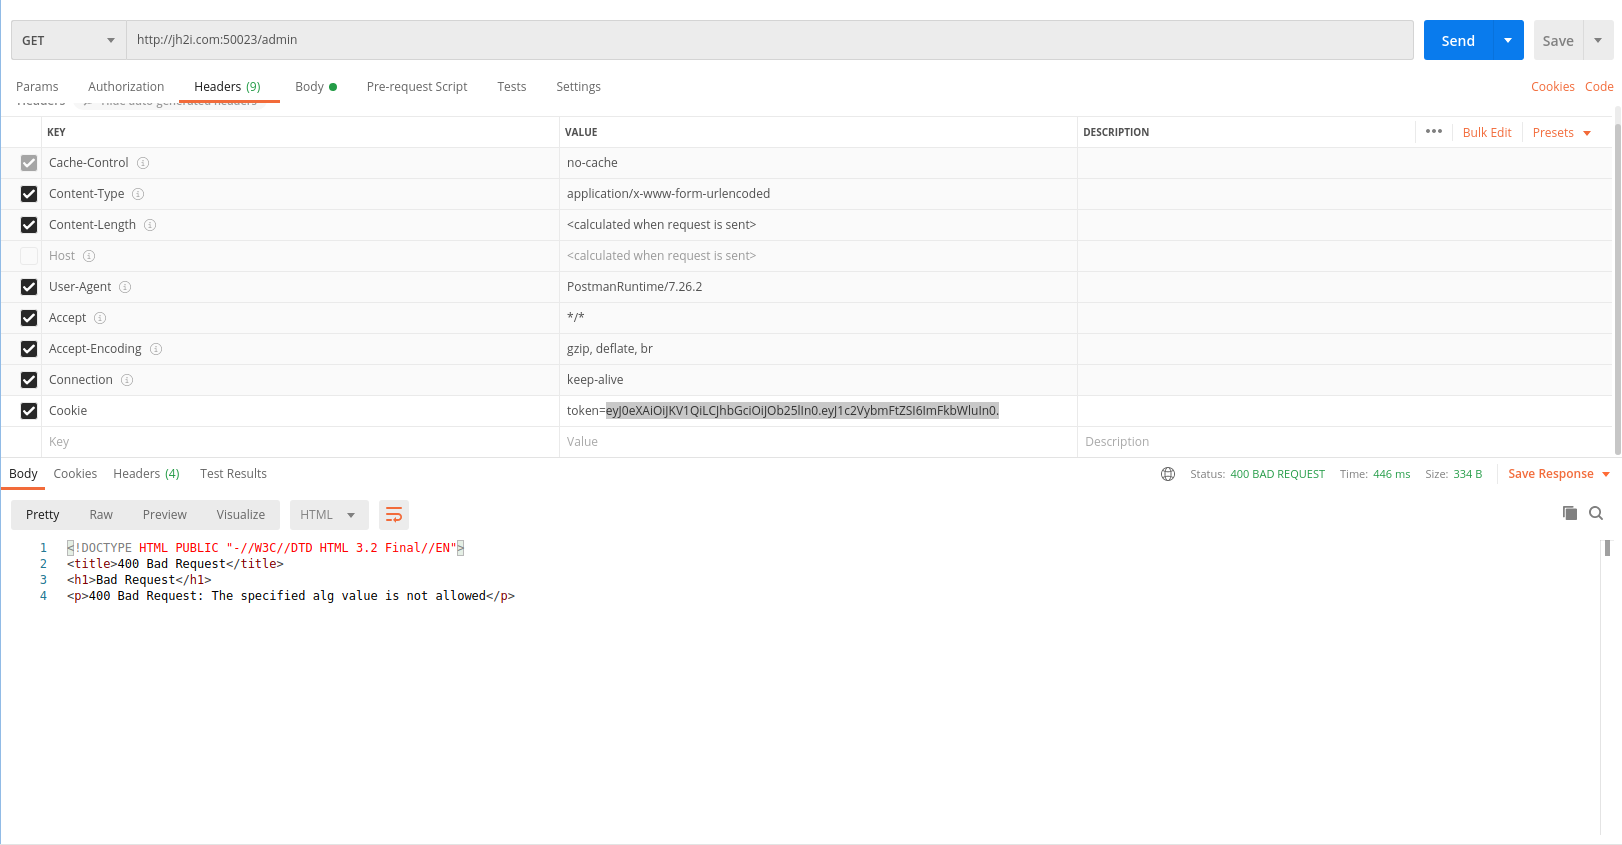 GET http://jh2i.com:50023/admin Send Save
Params Authorization Headers (9) Body Pre-request Script Tests Settings Cookies Code
Headers Hide auto-generated headers
KEY VALUE DESCRIPTION ••• Bulk Edit Presets
Cache-Control no-cache
Content-Type application/x-www-form-urlencoded
Content-Length <calculated when request is sent>
Host <calculated when request is sent>
User-Agent PostmanRuntime/7.26.2
Accept */*
Accept-Encoding gzip, deflate, br
Connection keep-alive
Cookie token=eyJ0eXAiOiJKV1QiLCJhbGciOiJOb25lIn0.eyJ1c2VybmFtZSI6ImFkbWluIn0.
Key Value Description
Body Cookies Headers (4) Test Results Status: 400 BAD REQUEST Time: 446 ms Size: 334 B Save Response
Pretty Raw Preview Visualize HTML
1 <!DOCTYPE HTML PUBLIC "-//W3C//DTD HTML 3.2 Final//EN">
2 <title>400 Bad Request</title>
3 <h1>Bad Request</h1>
4 <p>400 Bad Request: The specified alg value is not allowed</p>